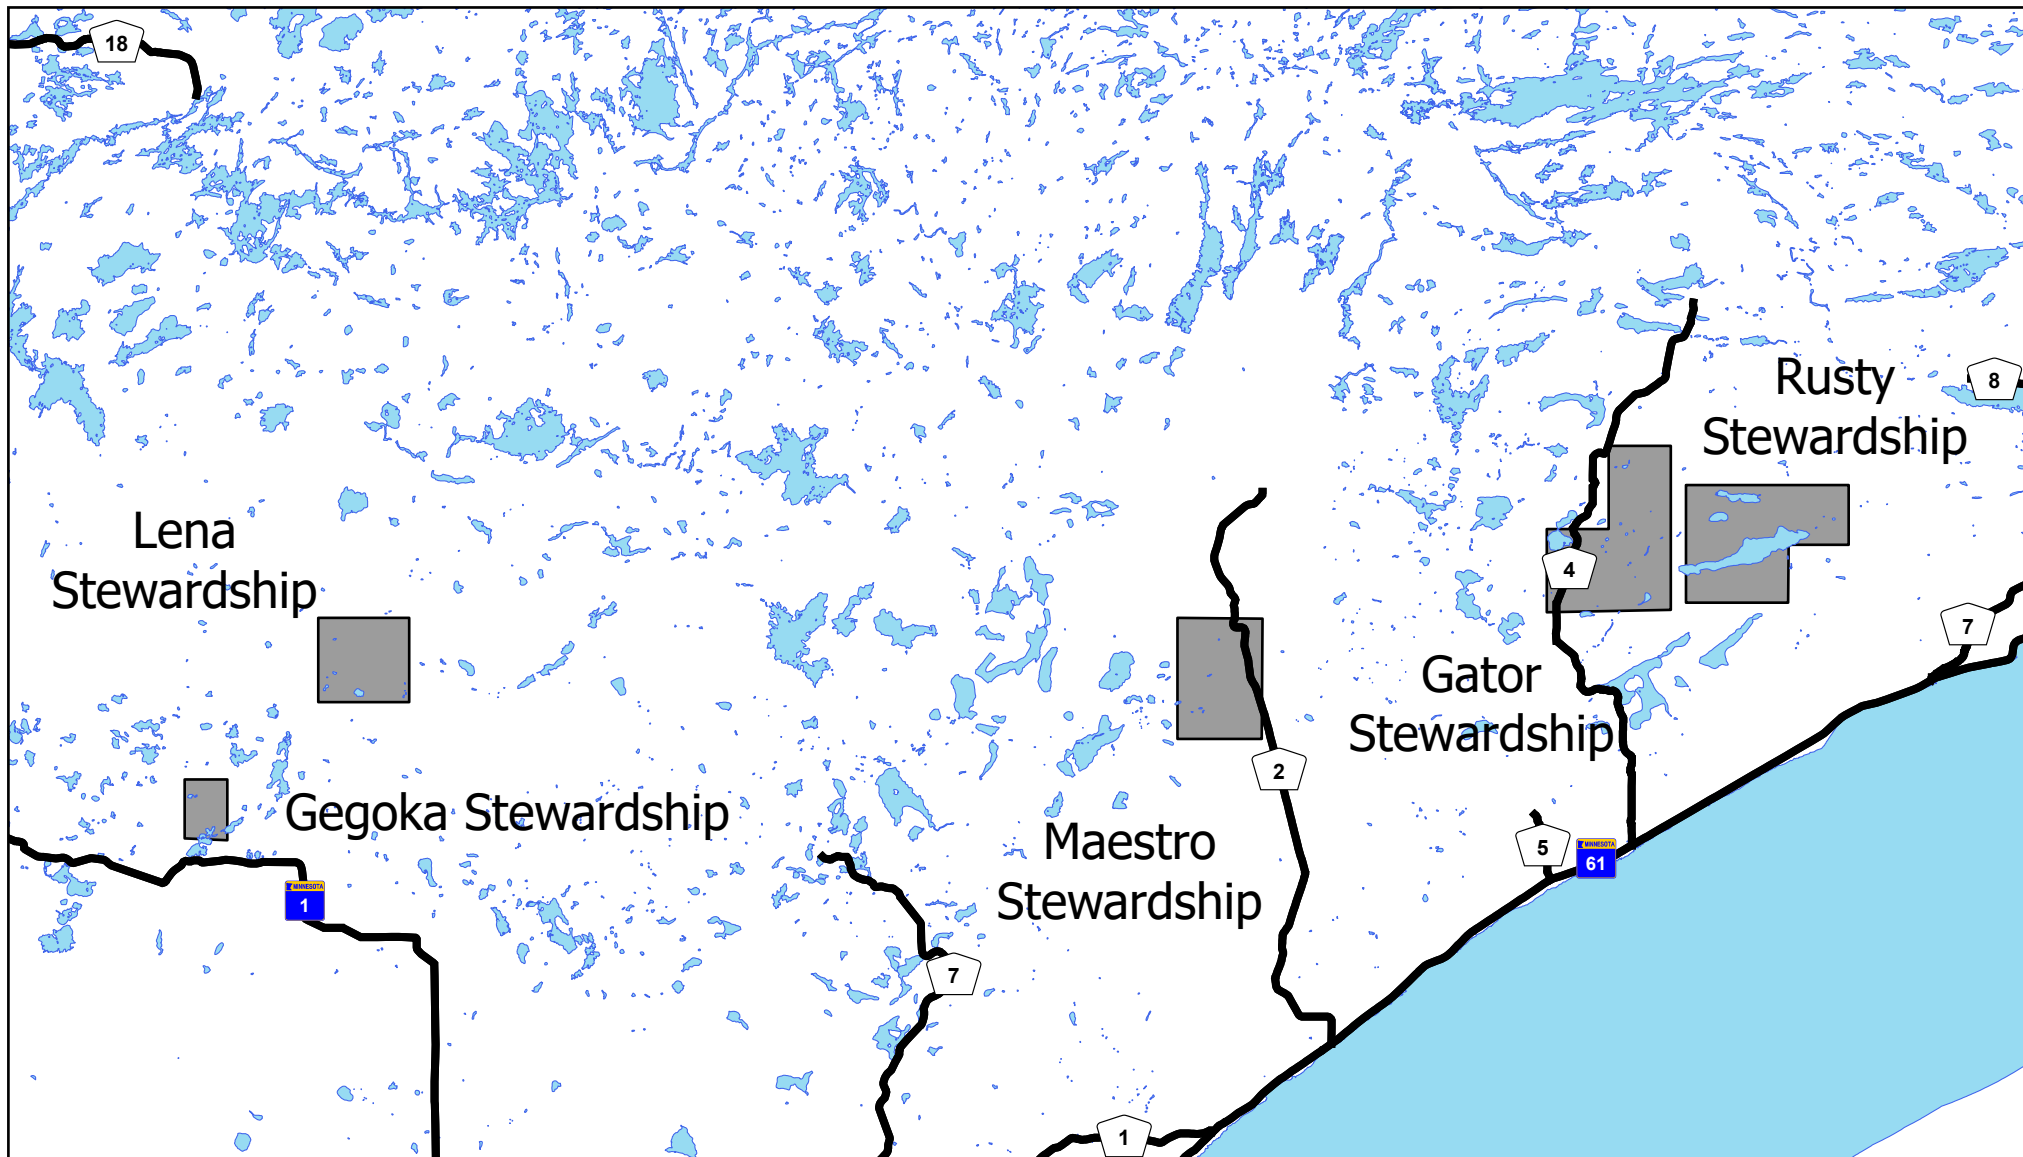 18
Rusty
Stewardship
8
Lena
Stewardship
4
7
Gator
Stewardship
2
Gegoka Stewardship
Maestro
Stewardship
5
MINNESOTA
61
MINNESOTA
1
7
1